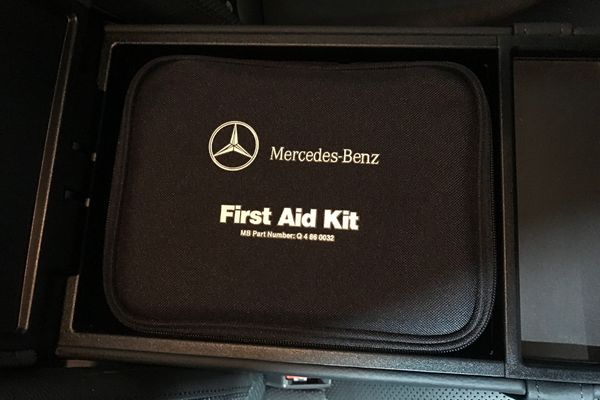 Mercedes-Benz
First Aid Kit
MB Part Number: Q 4 86 0032